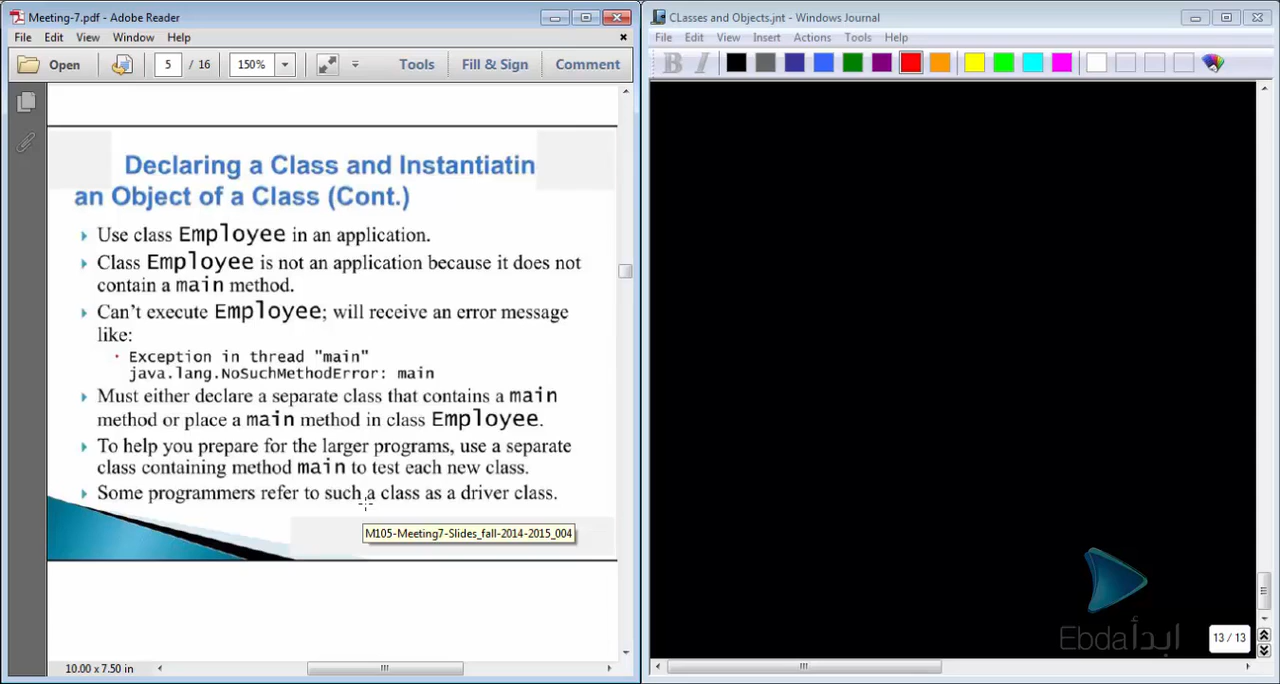 Meeting-7.pdf - Adobe Reader
File Edit View Window Help
Open 5 / 16 150% Tools Fill & Sign Comment
Declaring a Class and Instantiatin
an Object of a Class (Cont.)
Use class Employee in an application.
Class Employee is not an application because it does not
contain a main method.
Can't execute Employee; will receive an error message
like:
Exception in thread "main"
java.lang.NoSuchMethodError: main
Must either declare a separate class that contains a main
method or place a main method in class Employee.
To help you prepare for the larger programs, use a separate
class containing method main to test each new class.
Some programmers refer to such a class as a driver class.
M105-Meeting7-Slides_fall-2014-2015_004
10.00 x 7.50 in
CLasses and Objects.jnt - Windows Journal
File Edit View Insert Actions Tools Help
B I
Ebda ابدأ
13 / 13